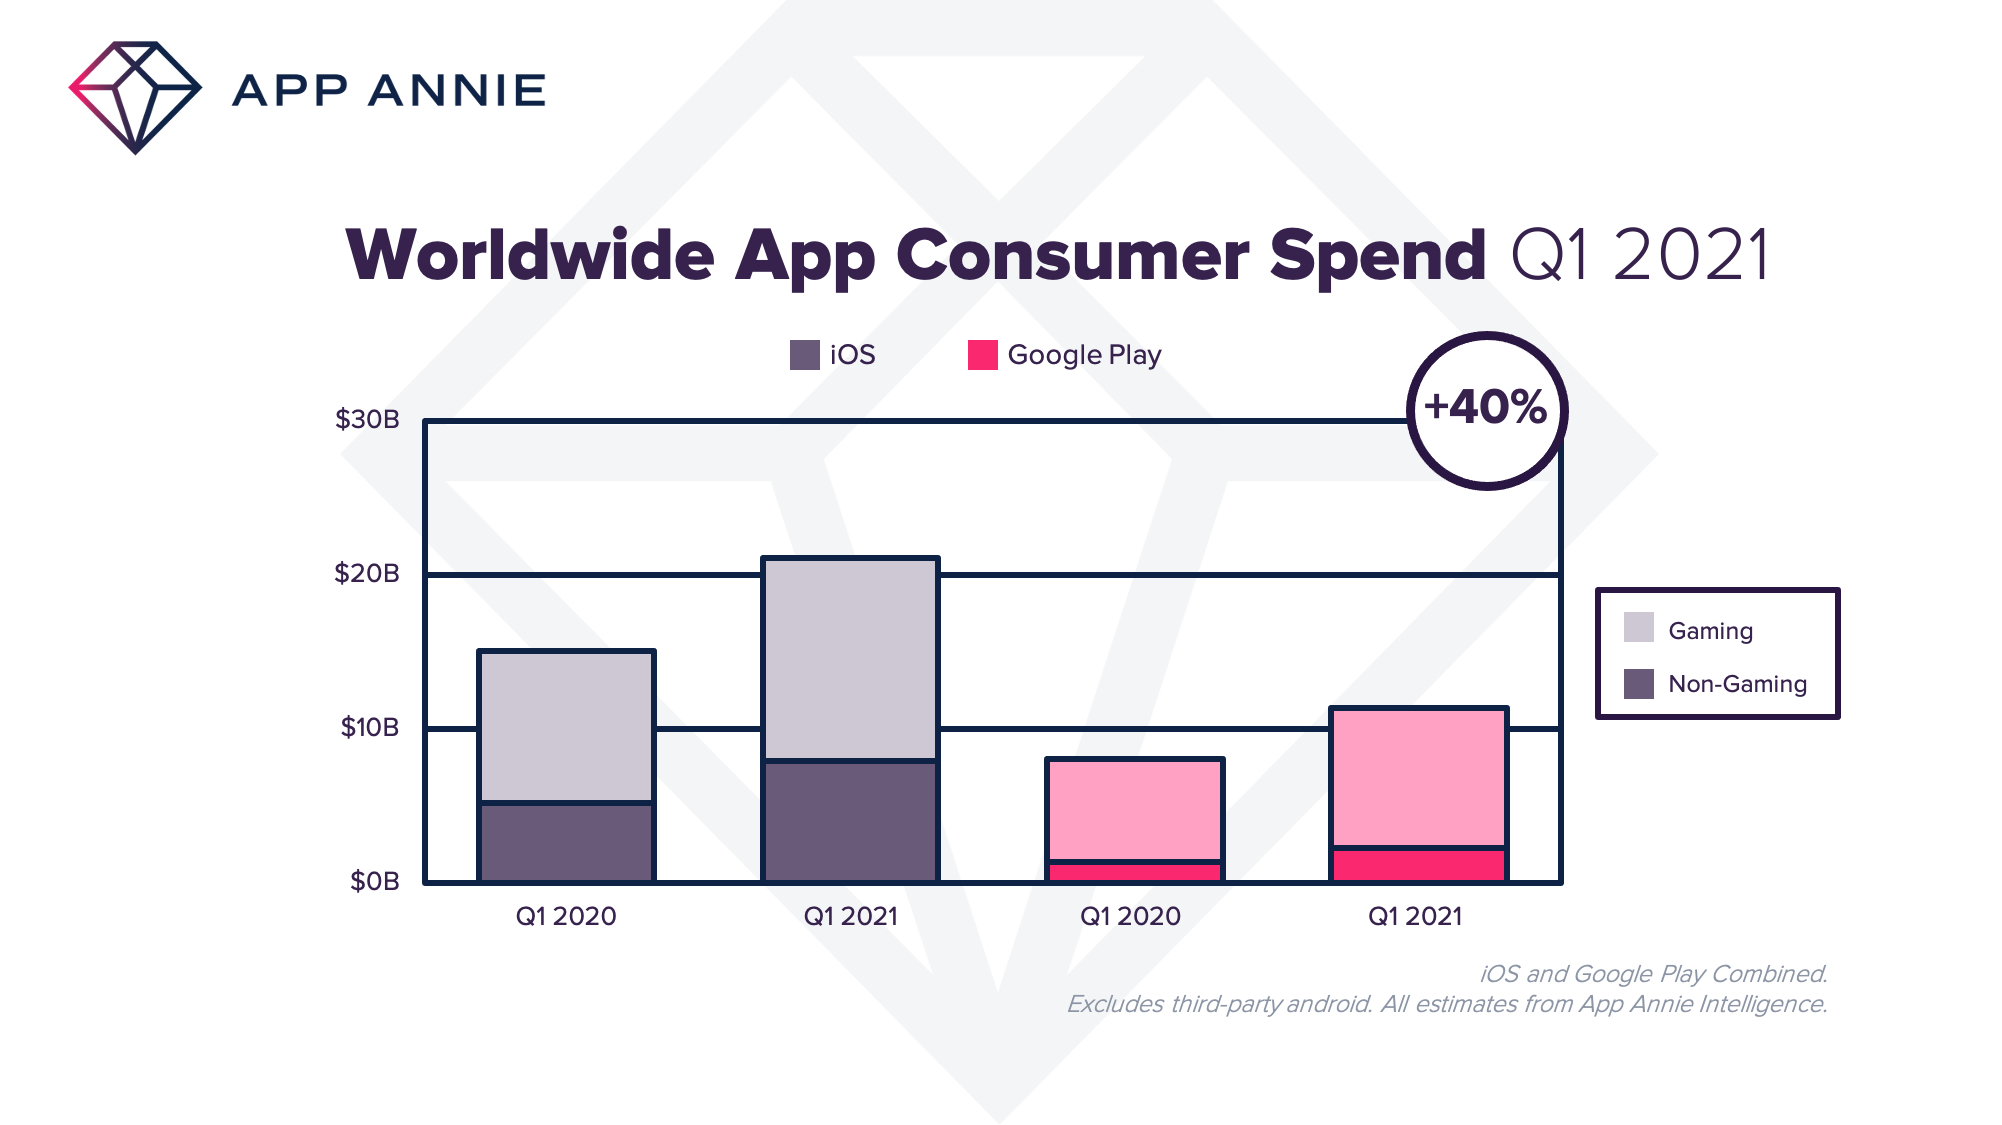 APP ANNIE
Worldwide App Consumer Spend Q1 2021
iOS
Google Play
+40%
$30B
$20B
$10B
$0B
Gaming
Non-Gaming
Q1 2020
Q1 2021
Q1 2020
Q1 2021
iOS and Google Play Combined.
Excludes third-party android. All estimates from App Annie Intelligence.